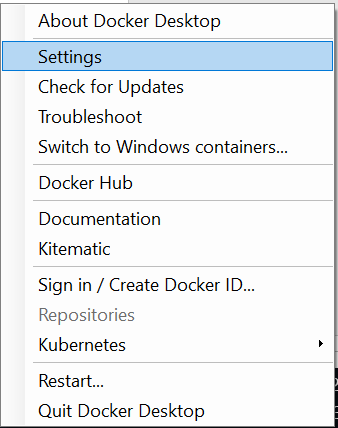 About Docker Desktop
Settings
Check for Updates
Troubleshoot
Switch to Windows containers...
Docker Hub
Documentation
Kitematic
Sign in / Create Docker ID...
Repositories
Kubernetes
Restart...
Quit Docker Desktop